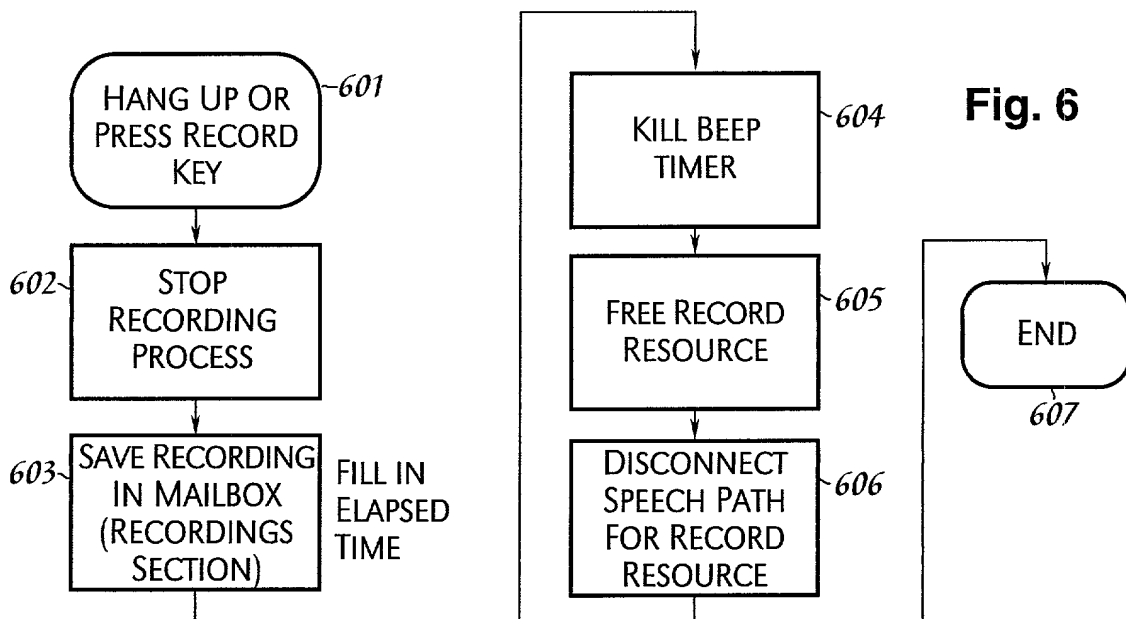 HANG UP OR
PRESS RECORD
KEY
601
602
STOP
RECORDING
PROCESS
603
SAVE RECORDING
IN MAILBOX
(RECORDINGS
SECTION)
FILL IN
ELAPSED
TIME
KILL BEEP
TIMER
604
FREE RECORD
RESOURCE
605
DISCONNECT
SPEECH PATH
FOR RECORD
RESOURCE
606
Fig. 6
END
607